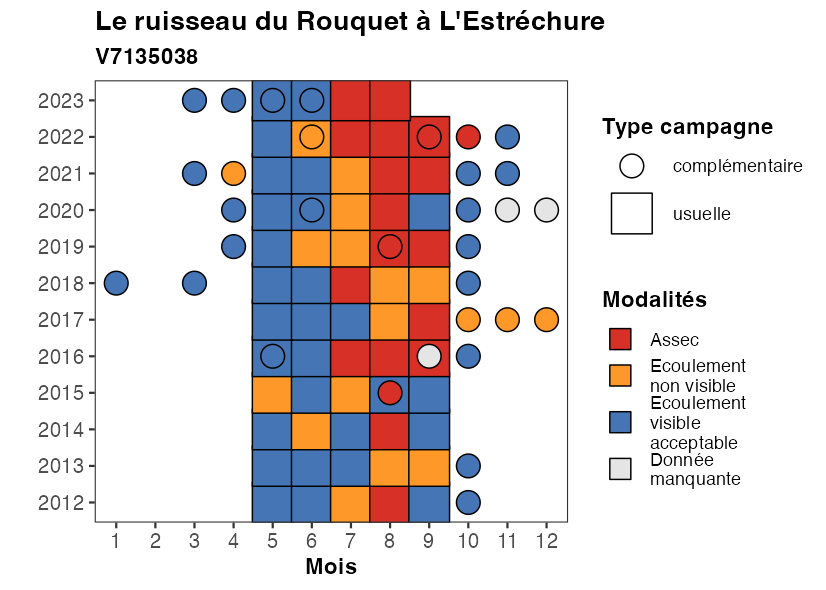 Le ruisseau du Rouquet à L'Estréchure
V7135038
2023
2022
2021
2020
2019
2018
2017
2016
2015
2014
2013
2012
1 2 3 4 5 6 7 8 9 10 11 12
Mois
Type campagne
complémentaire
usuelle
Modalités
Assec
Ecoulement
non visible
Ecoulement
visible
acceptable
Donnée
manquante